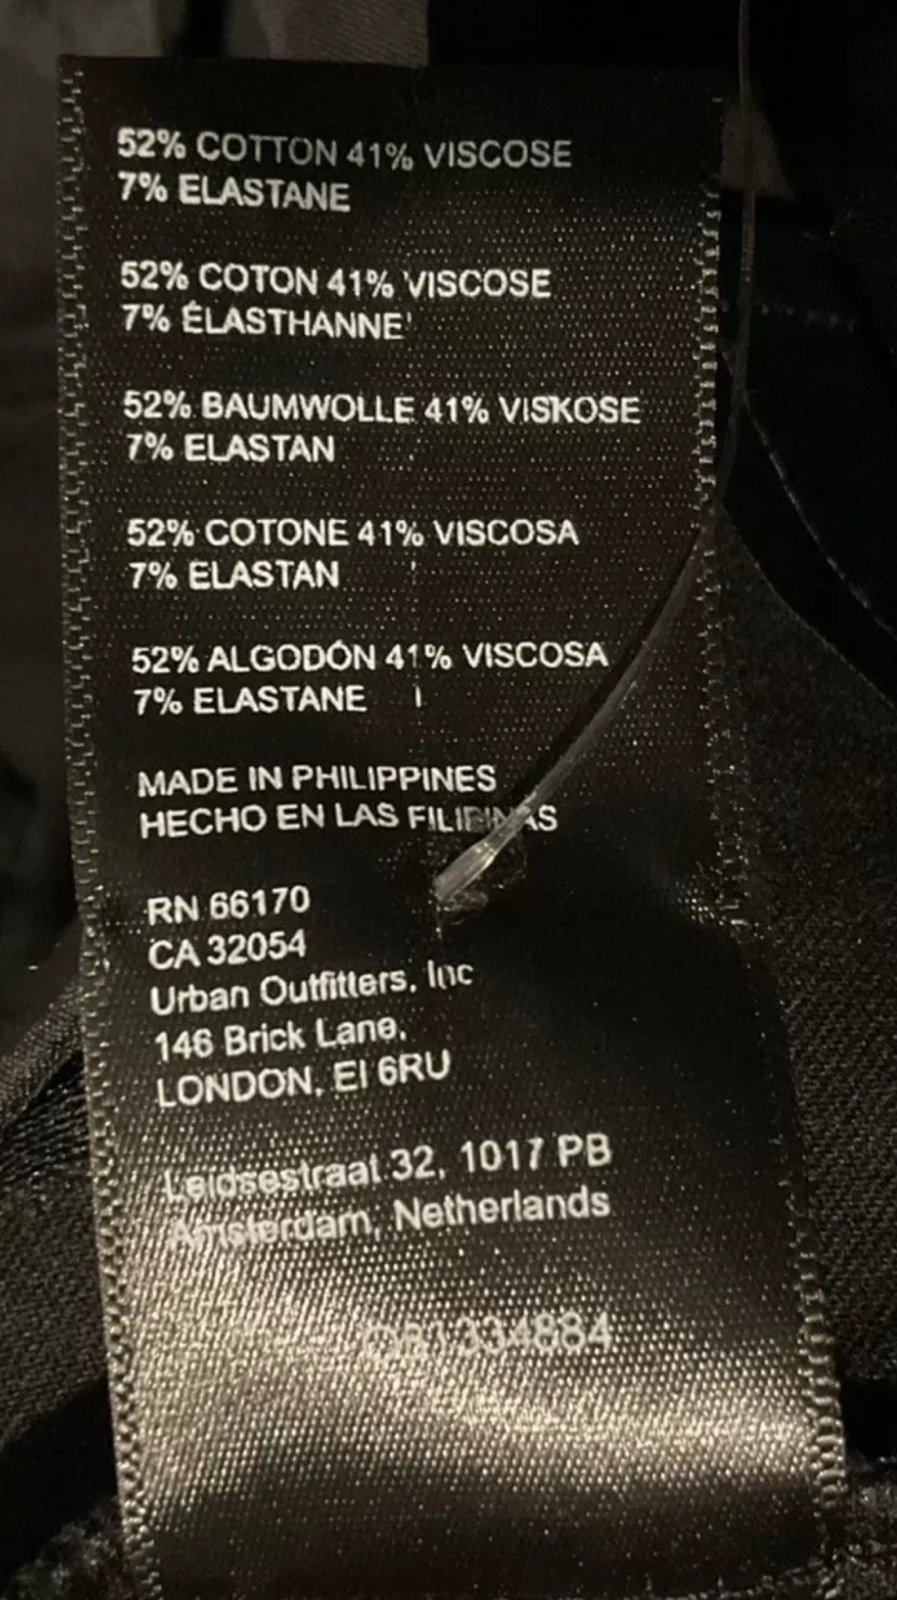 52% COTTON 41% VISCOSE
7% ELASTANE
52% COTON 41% VISCOSE
7% ÉLASTHANNE
52% BAUMWOLLE 41% VISKOSE
7% ELASTAN
52% COTONE 41% VISCOSA
7% ELASTAN
52% ALGODÓN 41% VISCOSA
7% ELASTANE
MADE IN PHILIPPINES
HECHO EN LAS FILIPINAS
RN 66170
CA 32054
Urban Outfitters, Inc
146 Brick Lane,
LONDON, EI 6RU
Leidsestraat 32, 1017 PB
Amsterdam, Netherlands